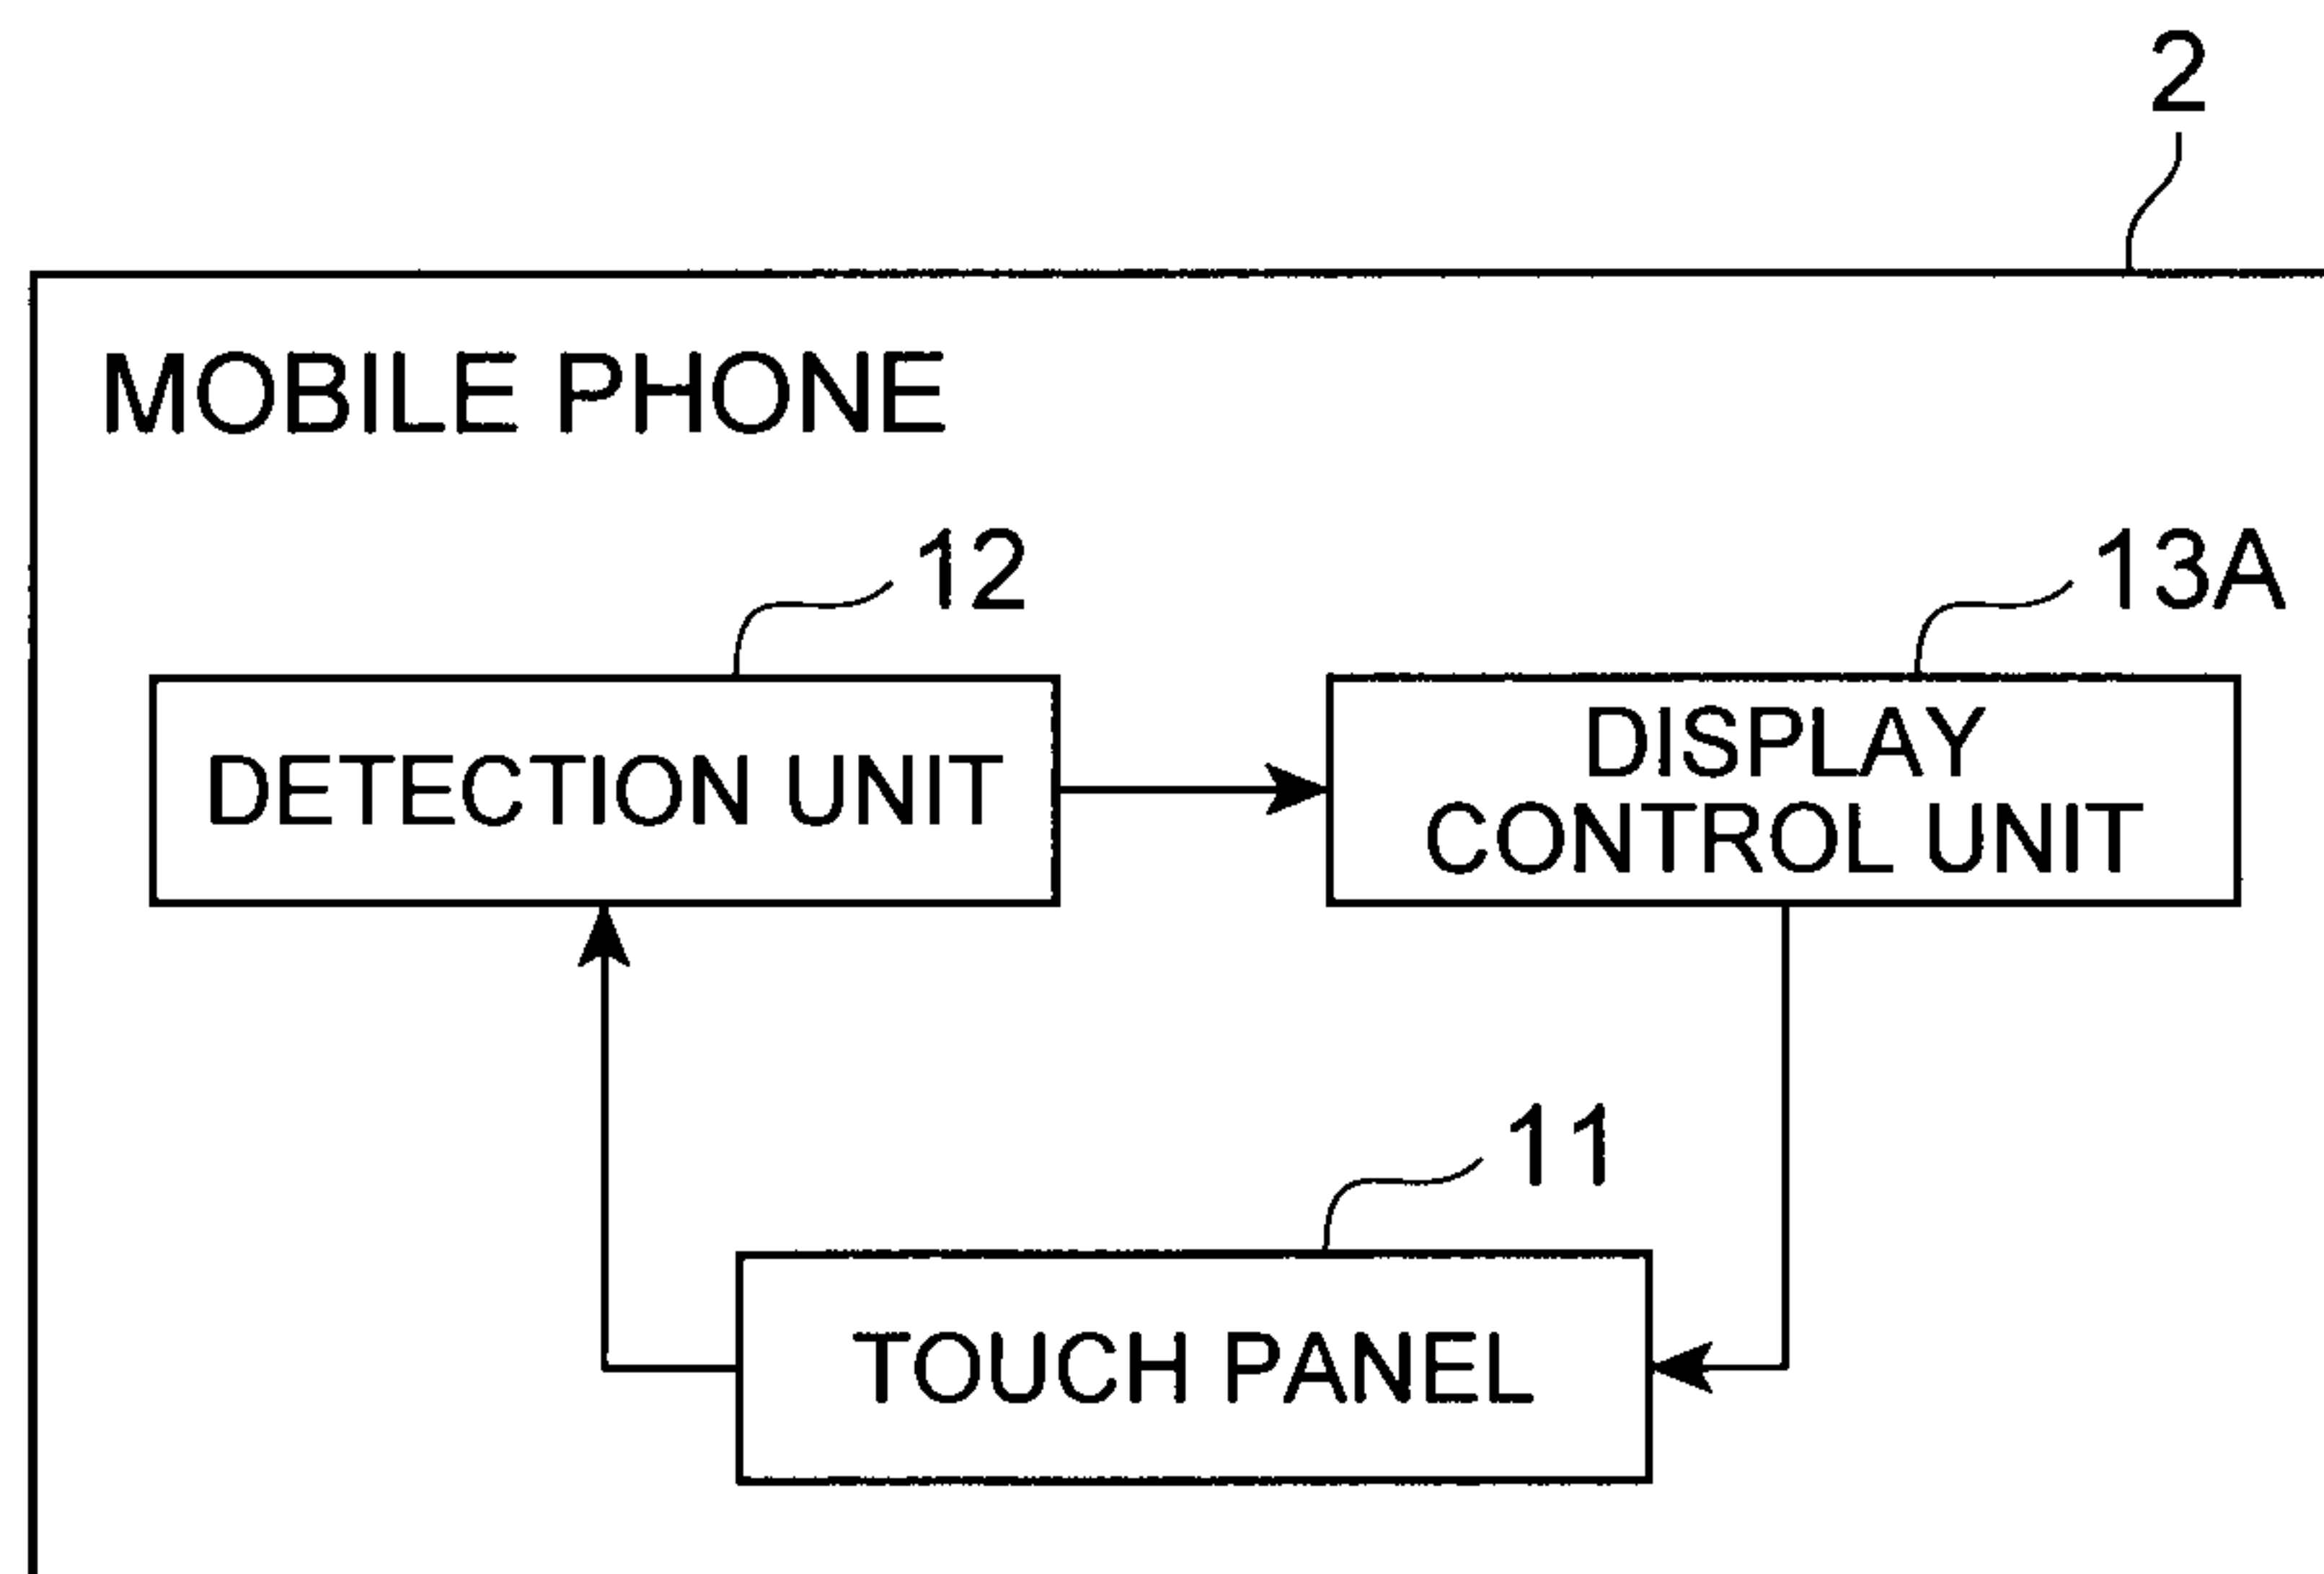 2
MOBILE PHONE
12
13A
DETECTION UNIT
DISPLAY
CONTROL UNIT
11
TOUCH PANEL